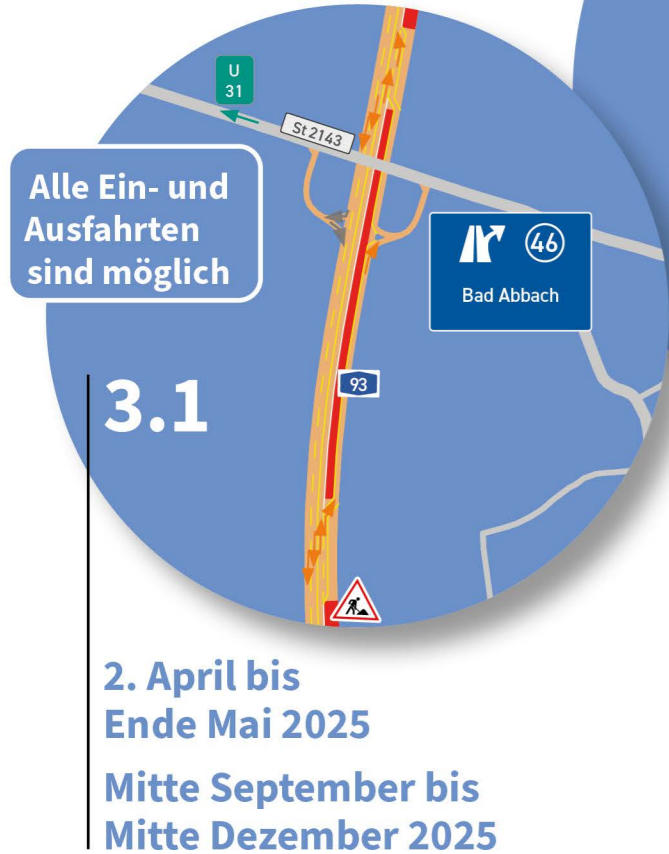 U
31
St 2143
Alle Ein- und
Ausfahrten
sind möglich
46
Bad Abbach
93
3.1
2. April bis
Ende Mai 2025
Mitte September bis
Mitte Dezember 2025